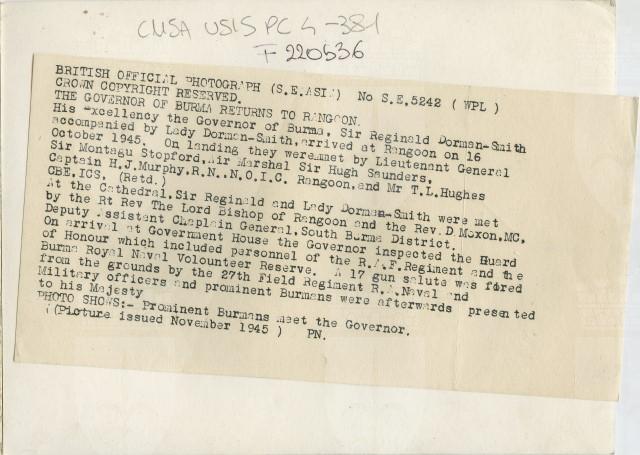 CMSA USIS PC 4-381
F 220536
BRITISH OFFICIAL PHOTOGRAPH (S.E.ASIA) No S.E.5242 ( WPL )
CROWN COPYRIGHT RESERVED.
THE GOVERNOR OF BURMA RETURNS TO RANGOON.
His Excellency the Governor of Burma, Sir Reginald Dorman-Smith
accompanied by Lady Dorman-Smith,arrived at Rangoon on 16
October 1945. On landing they weremet by Lieutenant General
Sir Montagu Stopford,Air Marshal Sir Hugh Saunders,
Captain H.J.Murphy,R.N..N.O.I.C. Rangoon,and Mr T.L.Hughes
CBE,ICS, (Retd.)
At the Cathedral,Sir Reginald and Lady Dorman-Smith were met
by the Rt Rev The Lord Bishop of Rangoon and the Rev.D Moxon,MC,
Deputy Assistant Chaplain General,South Burma District.
On arrival at Government House the Governor inspected the Guard
of Honour which included personnel of the R.A.F.Regiment and the
Burma Royal Naval Volounteer Reserve. A 17 gun salute was fired
from the grounds by the 27th Field Regiment R.A.Naval and
Military officers and prominent Burmans were afterwards presented
to his Majesty
PHOTO SHOWS:- Prominent Burmans meet the Governor.
(Picture issued November 1945 ) PN.